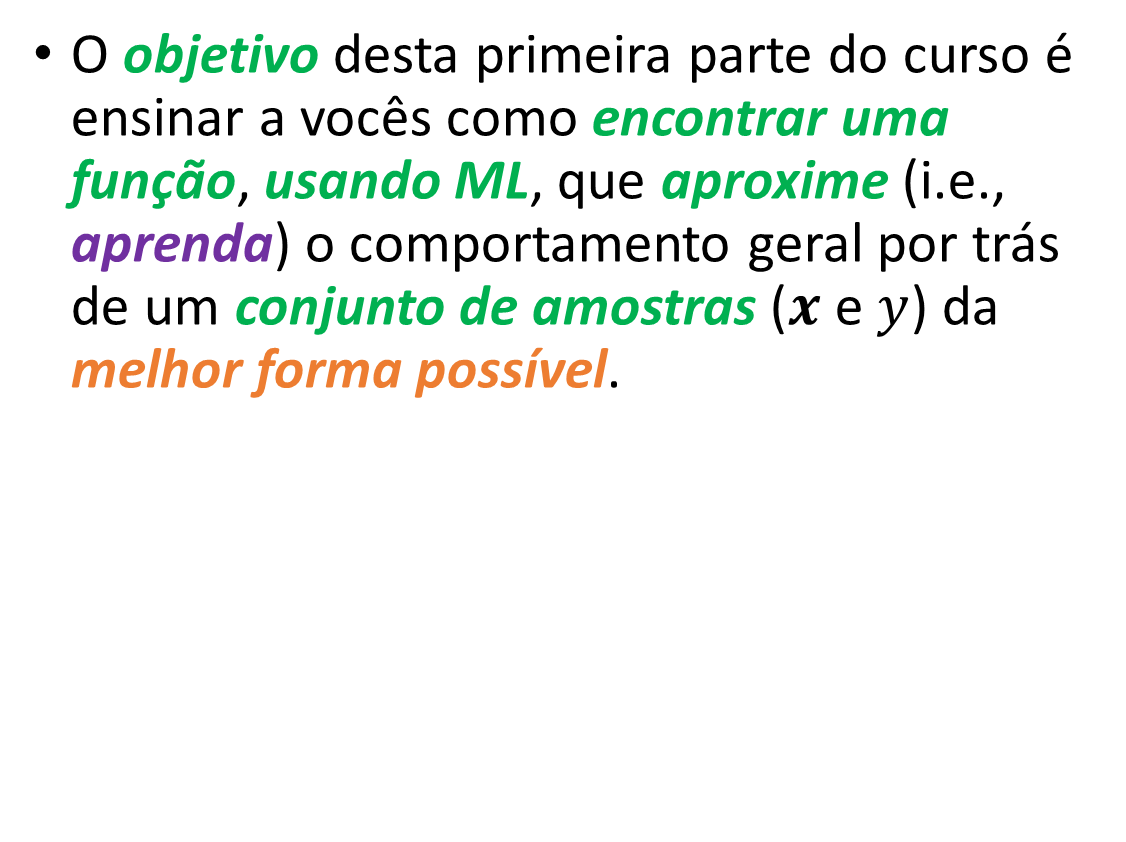 • O objetivo desta primeira parte do curso é
ensinar a vocês como encontrar uma
função, usando ML, que aproxime (i.e.,
aprenda) o comportamento geral por trás
de um conjunto de amostras (𝒙 e 𝑦) da
melhor forma possível.